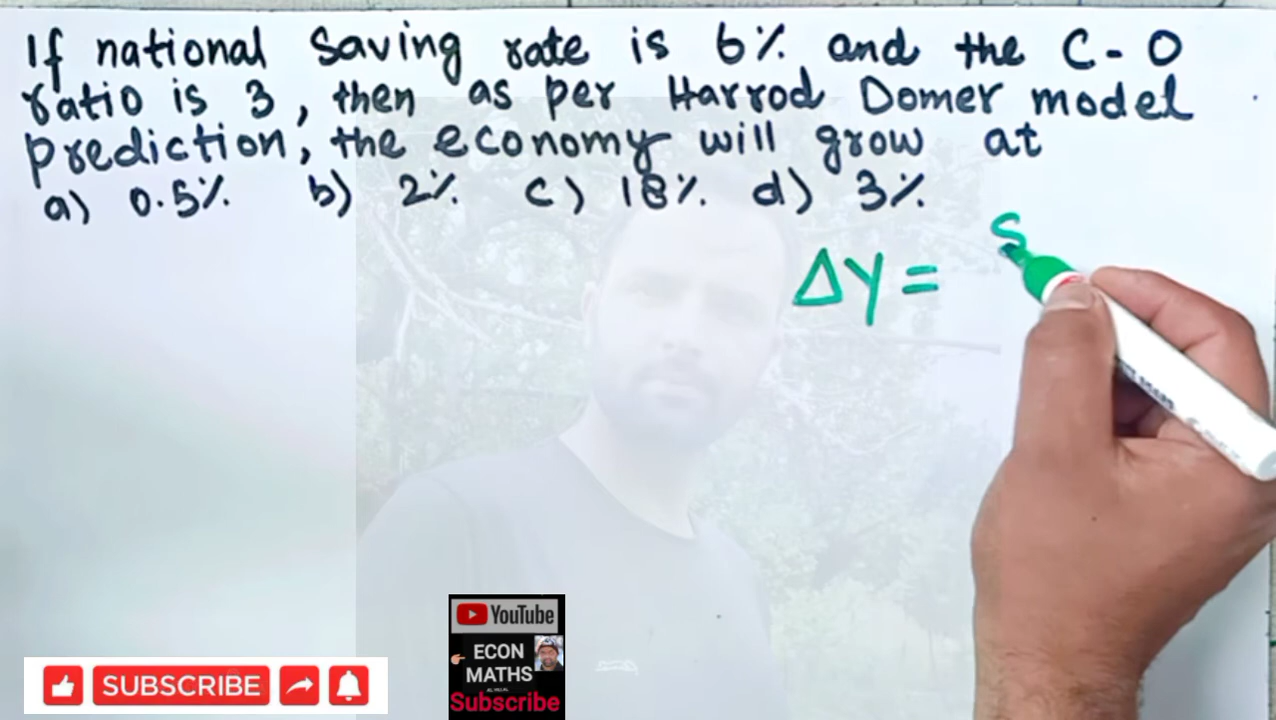 If national Saving rate is 6% and the C-O
ratio is 3, then as per Harrod Domer model
prediction, the economy will grow at
a) 0.5% b) 2% c) 18% d) 3%
ΔY = S
YouTube
ECON
MATHS
Subscribe
SUBSCRIBE